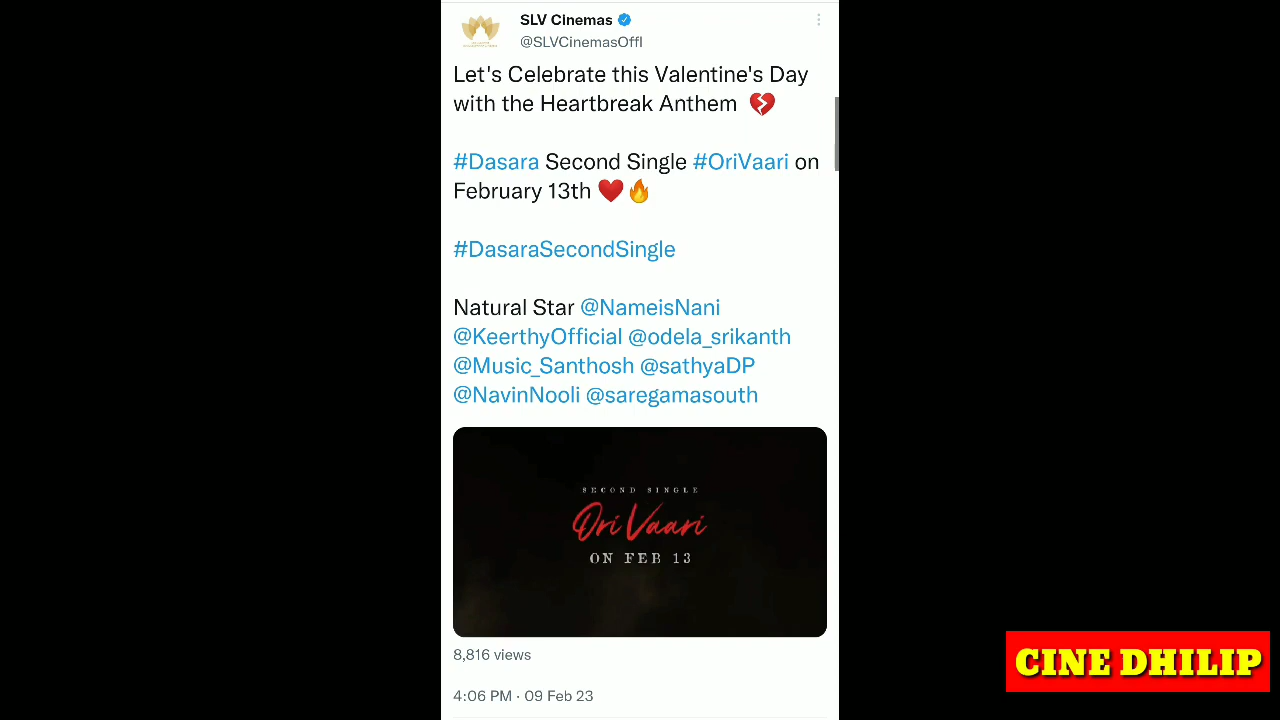 SLV Cinemas
@SLVCinemasOffl
Let's Celebrate this Valentine's Day
with the Heartbreak Anthem 💔
#Dasara Second Single #OriVaari on
February 13th ❤️🔥
#DasaraSecondSingle
Natural Star @NameisNani
@KeerthyOfficial @odela_srikanth
@Music_Santhosh @sathyaDP
@NavinNooli @saregamasouth
SECOND SINGLE
Ori Vaari
ON FEB 13
8,816 views
4:06 PM · 09 Feb 23
CINE DHILIP